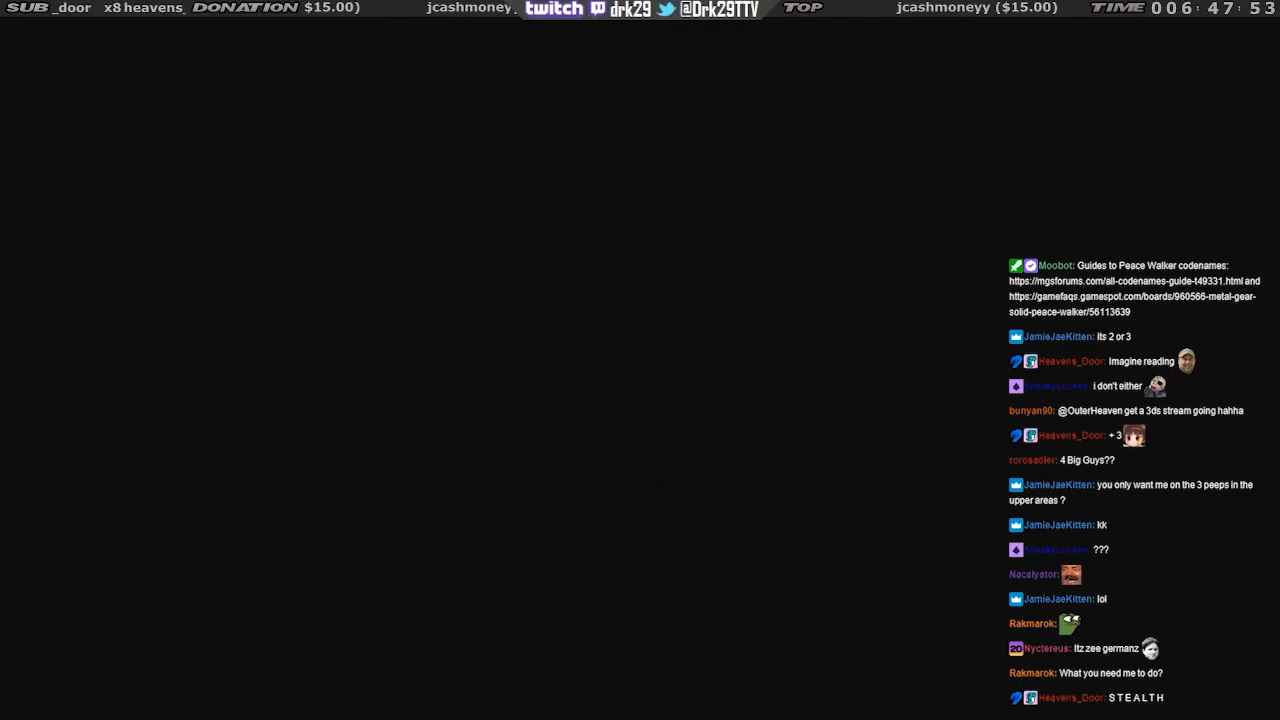 SUB _door x8 heavens_ DONATION $15.00) jcashmoney twitch drk29 @Drk29TTV TOP jcashmoneyy ($15.00) TIME 006:47:53
Moobot: Guides to Peace Walker codenames:
https://mgsforums.com/all-codenames-guide-t49331.html and
https://gamefaqs.gamespot.com/boards/960566-metal-gear-
solid-peace-walker/56113639
JamieJaeKitten: its 2 or 3
Heavens_Door: Imagine reading
i don't either
bunyan90: @OuterHeaven get a 3ds stream going hahha
Heavens_Door: + 3
rorosadler: 4 Big Guys??
JamieJaeKitten: you only want me on the 3 peeps in the
upper areas ?
JamieJaeKitten: kk
???
Nacalyator:
JamieJaeKitten: lol
Rakmarok:
20 Nyctereus: Itz zee germanz
Rakmarok: What you need me to do?
Heavens_Door: S T E A L T H